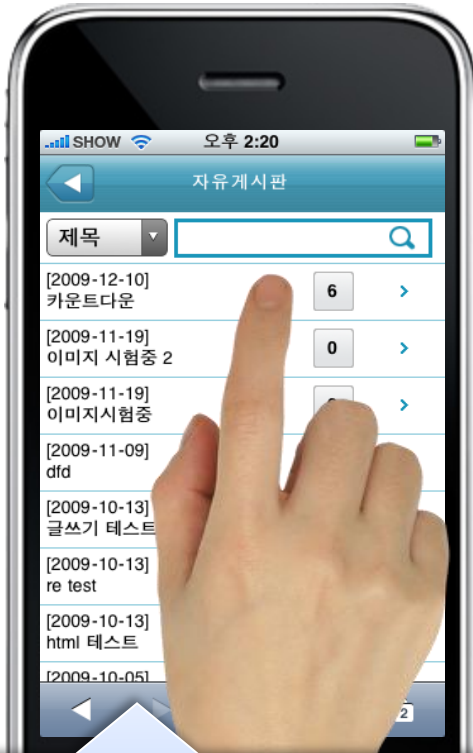 SHOW 오후 2:20
자유게시판
제목
[2009-12-10]
카운트다운
6
[2009-11-19]
이미지 시험중 2
0
[2009-11-19]
이미지시험중
[2009-11-09]
dfd
[2009-10-13]
글쓰기 테스트
[2009-10-13]
re test
[2009-10-13]
html 테스트
[2009-10-05]
2